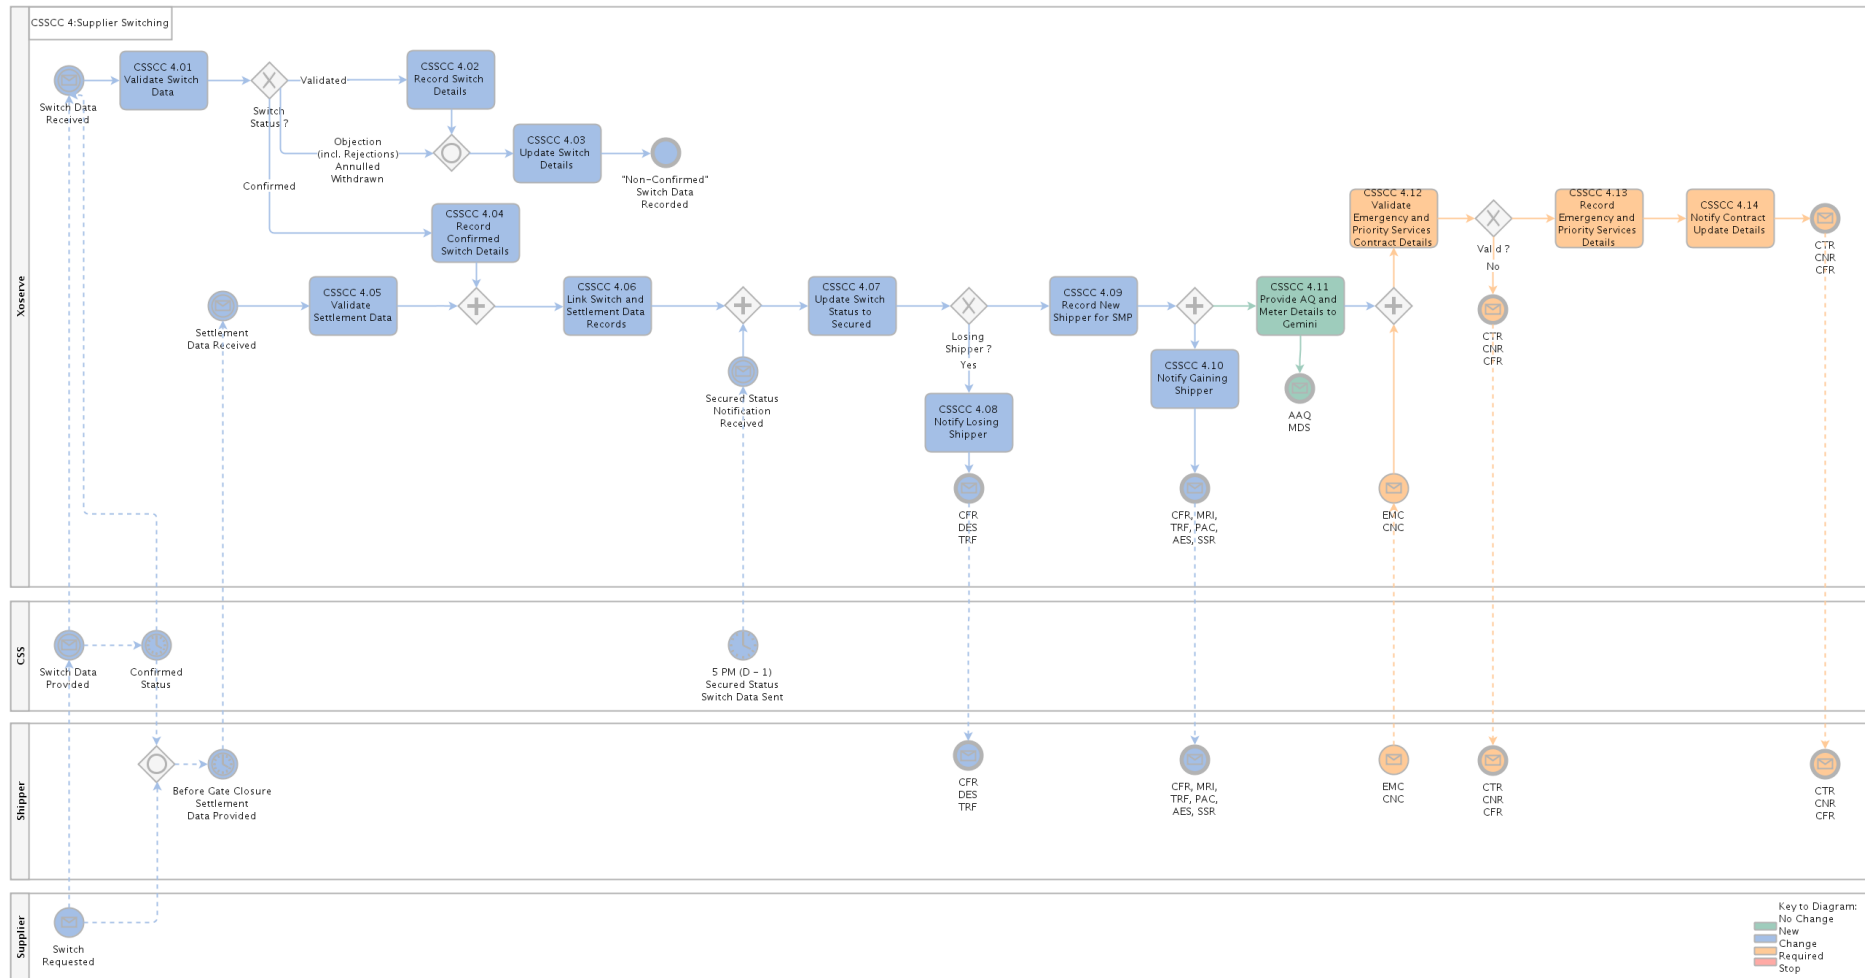 CSSCC 4:Supplier Switching
Xoserve
CSSCC 4.01
Validate Switch
Data
Switch Data
Received
Switch
Status ?
Validated
CSSCC 4.02
Record Switch
Details
Objection
(incl. Rejections)
Annulled
Withdrawn
CSSCC 4.03
Update Switch
Details
"Non-Confirmed"
Switch Data
Recorded
Confirmed
CSSCC 4.04
Record
Confirmed
Switch Details
Settlement
Data Received
CSSCC 4.05
Validate
Settlement Data
CSSCC 4.06
Link Switch and
Settlement Data
Records
Secured Status
Notification
Received
CSSCC 4.07
Update Switch
Status to
Secured
Losing
Shipper ?
Yes
CSSCC 4.08
Notify Losing
Shipper
CFR
DES
TRF
CSSCC 4.09
Record New
Shipper for SMP
CSSCC 4.10
Notify Gaining
Shipper
CFR, MRI,
TRF, PAC,
AES, SSR
CSSCC 4.11
Provide AQ and
Meter Details to
Gemini
AAQ
MDS
EMC
CNC
CSSCC 4.12
Validate
Emergency and
Priority Services
Contract Details
Valid ?
No
CTR
CNR
CFR
CSSCC 4.13
Record
Emergency and
Priority Services
Details
CSSCC 4.14
Notify Contract
Update Details
CTR
CNR
CFR
CSS
Switch Data
Provided
Confirmed
Status
5 PM (D - 1)
Secured Status
Switch Data Sent
Shipper
Before Gate Closure
Settlement
Data Provided
CFR
DES
TRF
CFR, MRI,
TRF, PAC,
AES, SSR
EMC
CNC
CTR
CNR
CFR
CTR
CNR
CFR
Supplier
Switch
Requested
Key to Diagram:
No Change
New
Change
Required
Stop